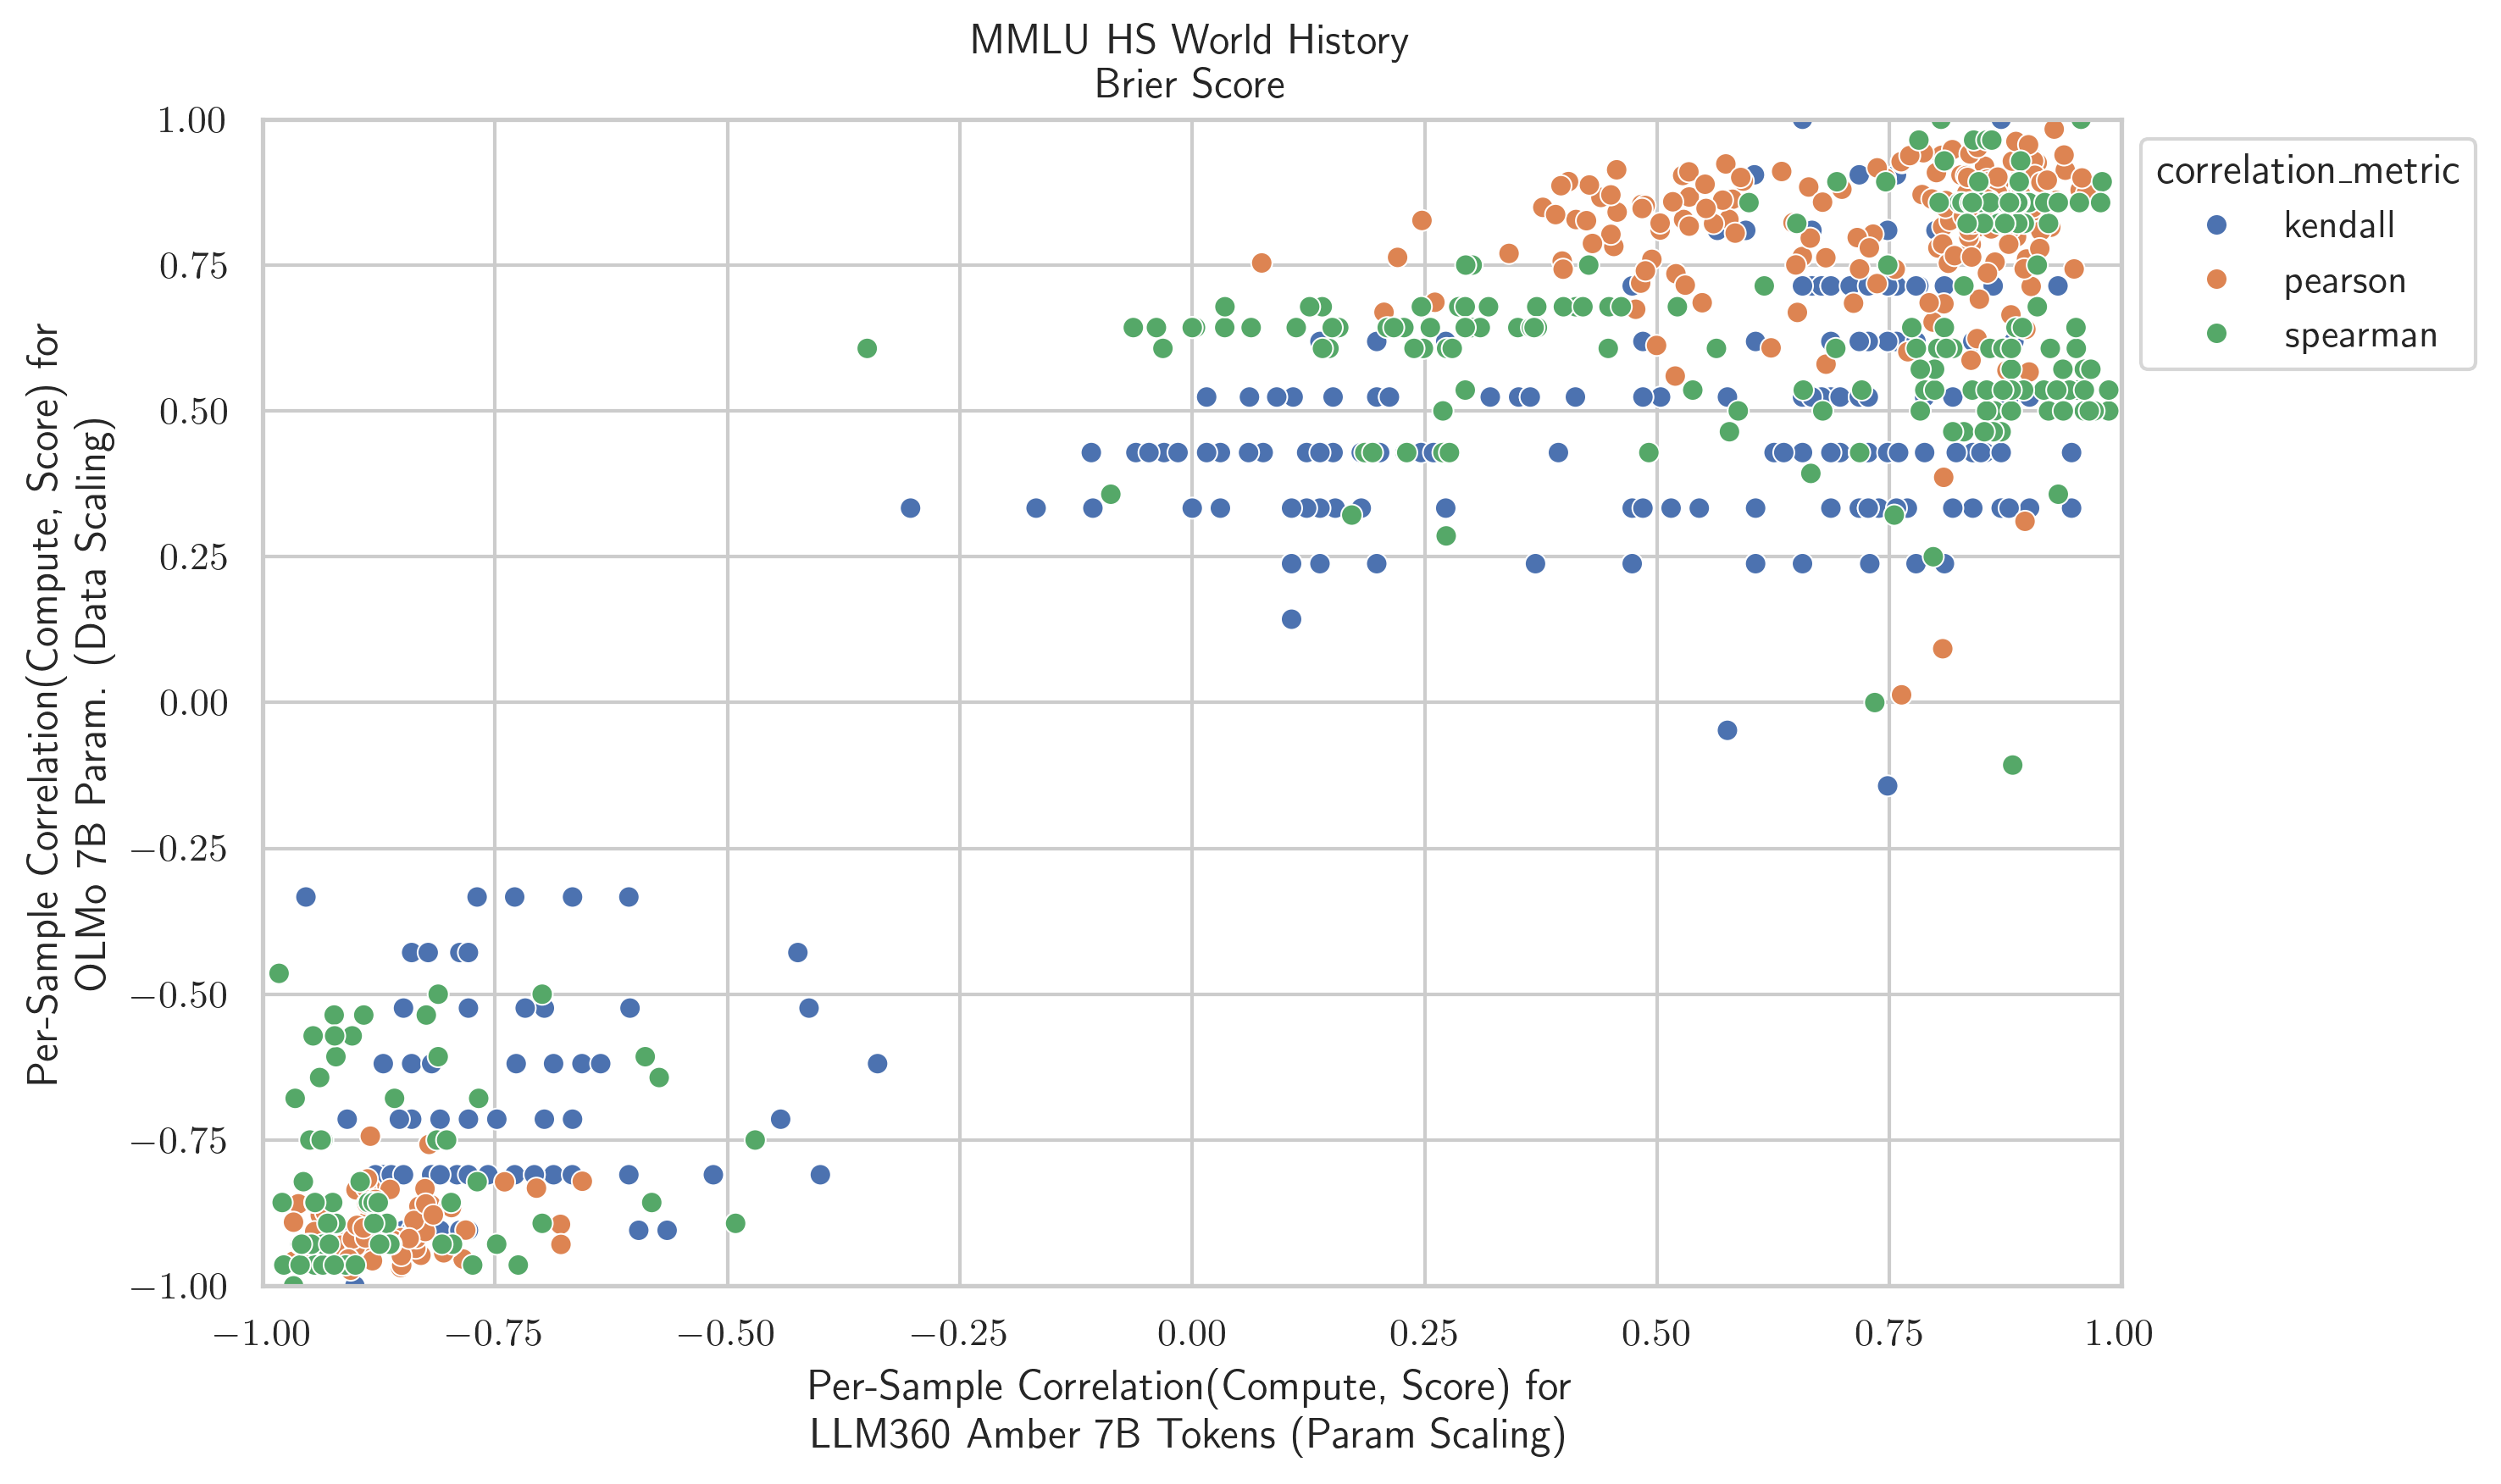 MMLU HS World History
Brier Score
Per-Sample Correlation(Compute, Score) for
OLMo 7B Param. (Data Scaling)
1.00
0.75
0.50
0.25
0.00
−0.25
−0.50
−0.75
−1.00
−1.00
−0.75
−0.50
−0.25
0.00
0.25
0.50
0.75
1.00
Per-Sample Correlation(Compute, Score) for
LLM360 Amber 7B Tokens (Param Scaling)
correlation_metric
kendall
pearson
spearman